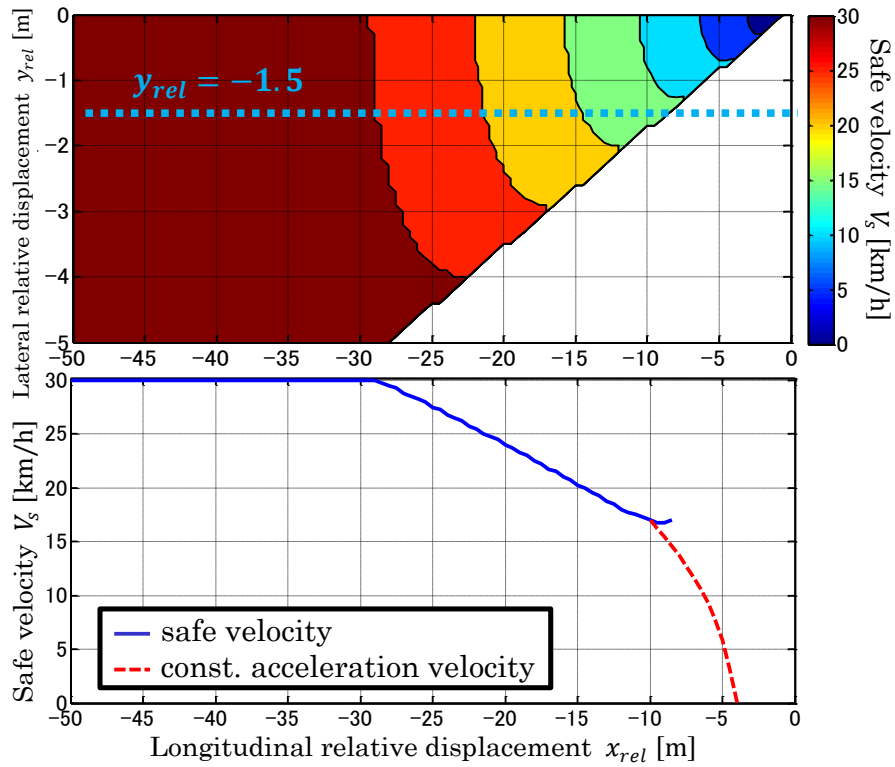 Lateral relative displacement y_rel [m]
0
−1
−2
−3
−4
−5
y_rel = −1.5
−50 −45 −40 −35 −30 −25 −20 −15 −10 −5 0
30
25
20
15
10
5
0
Safe velocity V_s [km/h]
Safe velocity V_s [km/h]
30
25
20
15
10
5
0
safe velocity
const. acceleration velocity
−50 −45 −40 −35 −30 −25 −20 −15 −10 −5 0
Longitudinal relative displacement x_rel [m]